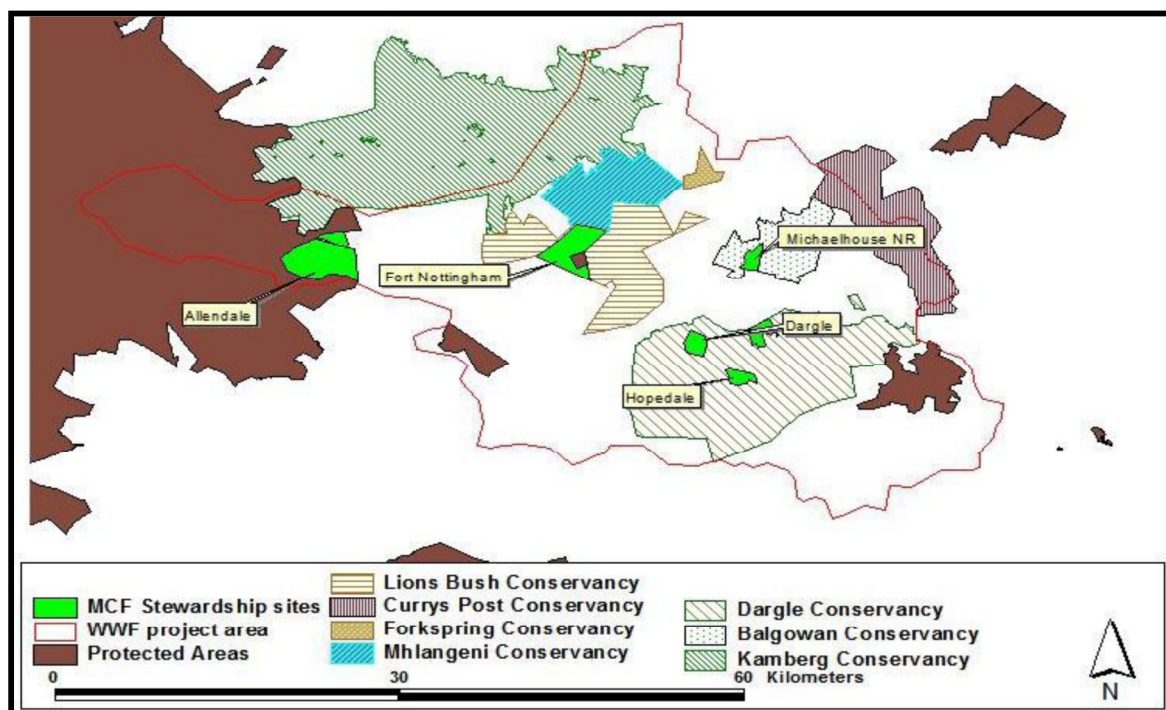 Michaelhouse NR
Fort Nottingham
Allendale
Dargle
Hopedale
MCF Stewardship sites
WWF project area
Protected Areas
Lions Bush Conservancy
Currys Post Conservancy
Forkspring Conservancy
Mhlangeni Conservancy
Dargle Conservancy
Balgowan Conservancy
Kamberg Conservancy
0 30 60 Kilometers
N